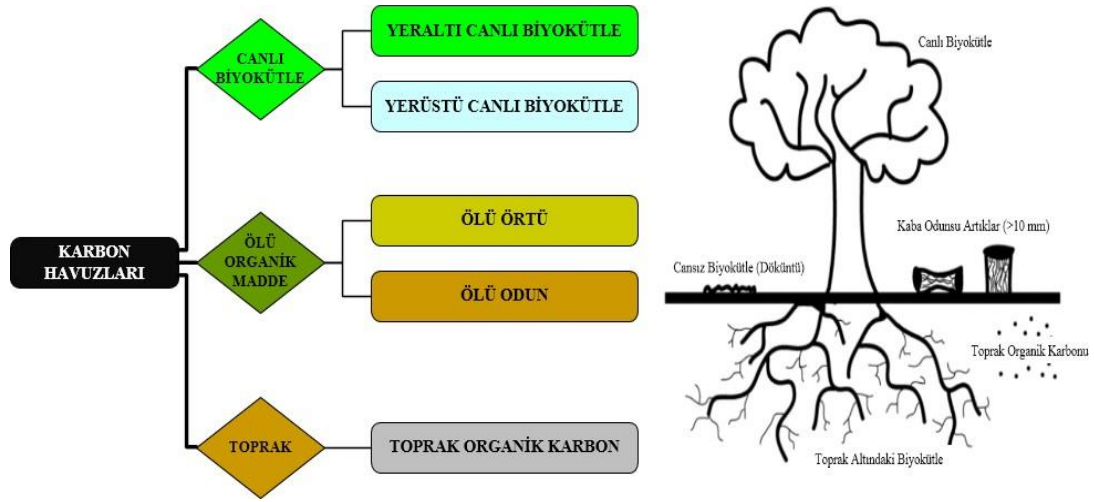 KARBON
HAVUZLARI
CANLI
BİYOKÜTLE
YERALTI CANLI BİYOKÜTLE
YERÜSTÜ CANLI BİYOKÜTLE
ÖLÜ
ORGANİK
MADDE
ÖLÜ ÖRTÜ
ÖLÜ ODUN
TOPRAK
TOPRAK ORGANİK KARBON
Canlı Biyokütle
Kaba Odunsu Artıklar (>10 mm)
Cansız Biyokütle (Döküntü)
Toprak Organik Karbonu
Toprak Altındaki Biyokütle